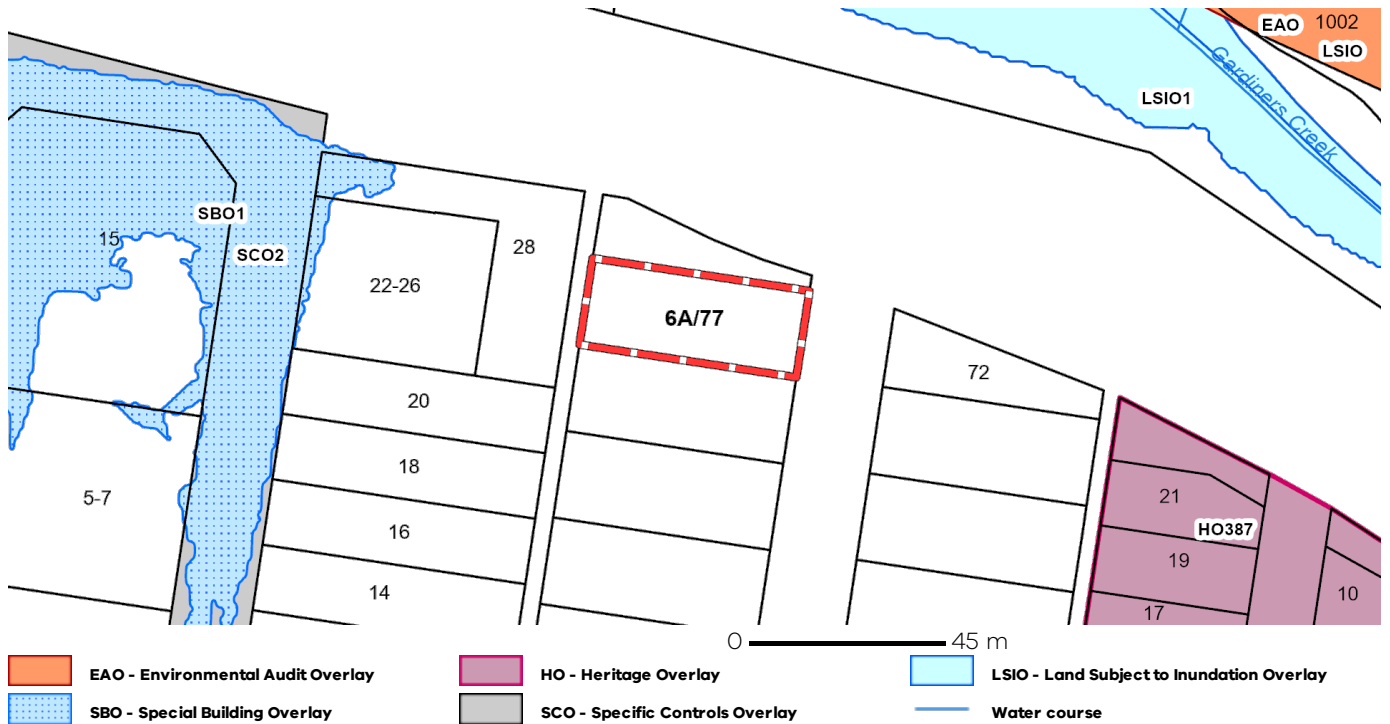 EAO 1002
LSIO
Gardiners Creek
LSIO1
SBO1
15
SCO2
28
22-26
6A/77
72
20
18
5-7
16
14
21
HO387
19
10
17
0 45 m
EAO - Environmental Audit Overlay
HO - Heritage Overlay
LSIO - Land Subject to Inundation Overlay
SBO - Special Building Overlay
SCO - Specific Controls Overlay
Water course